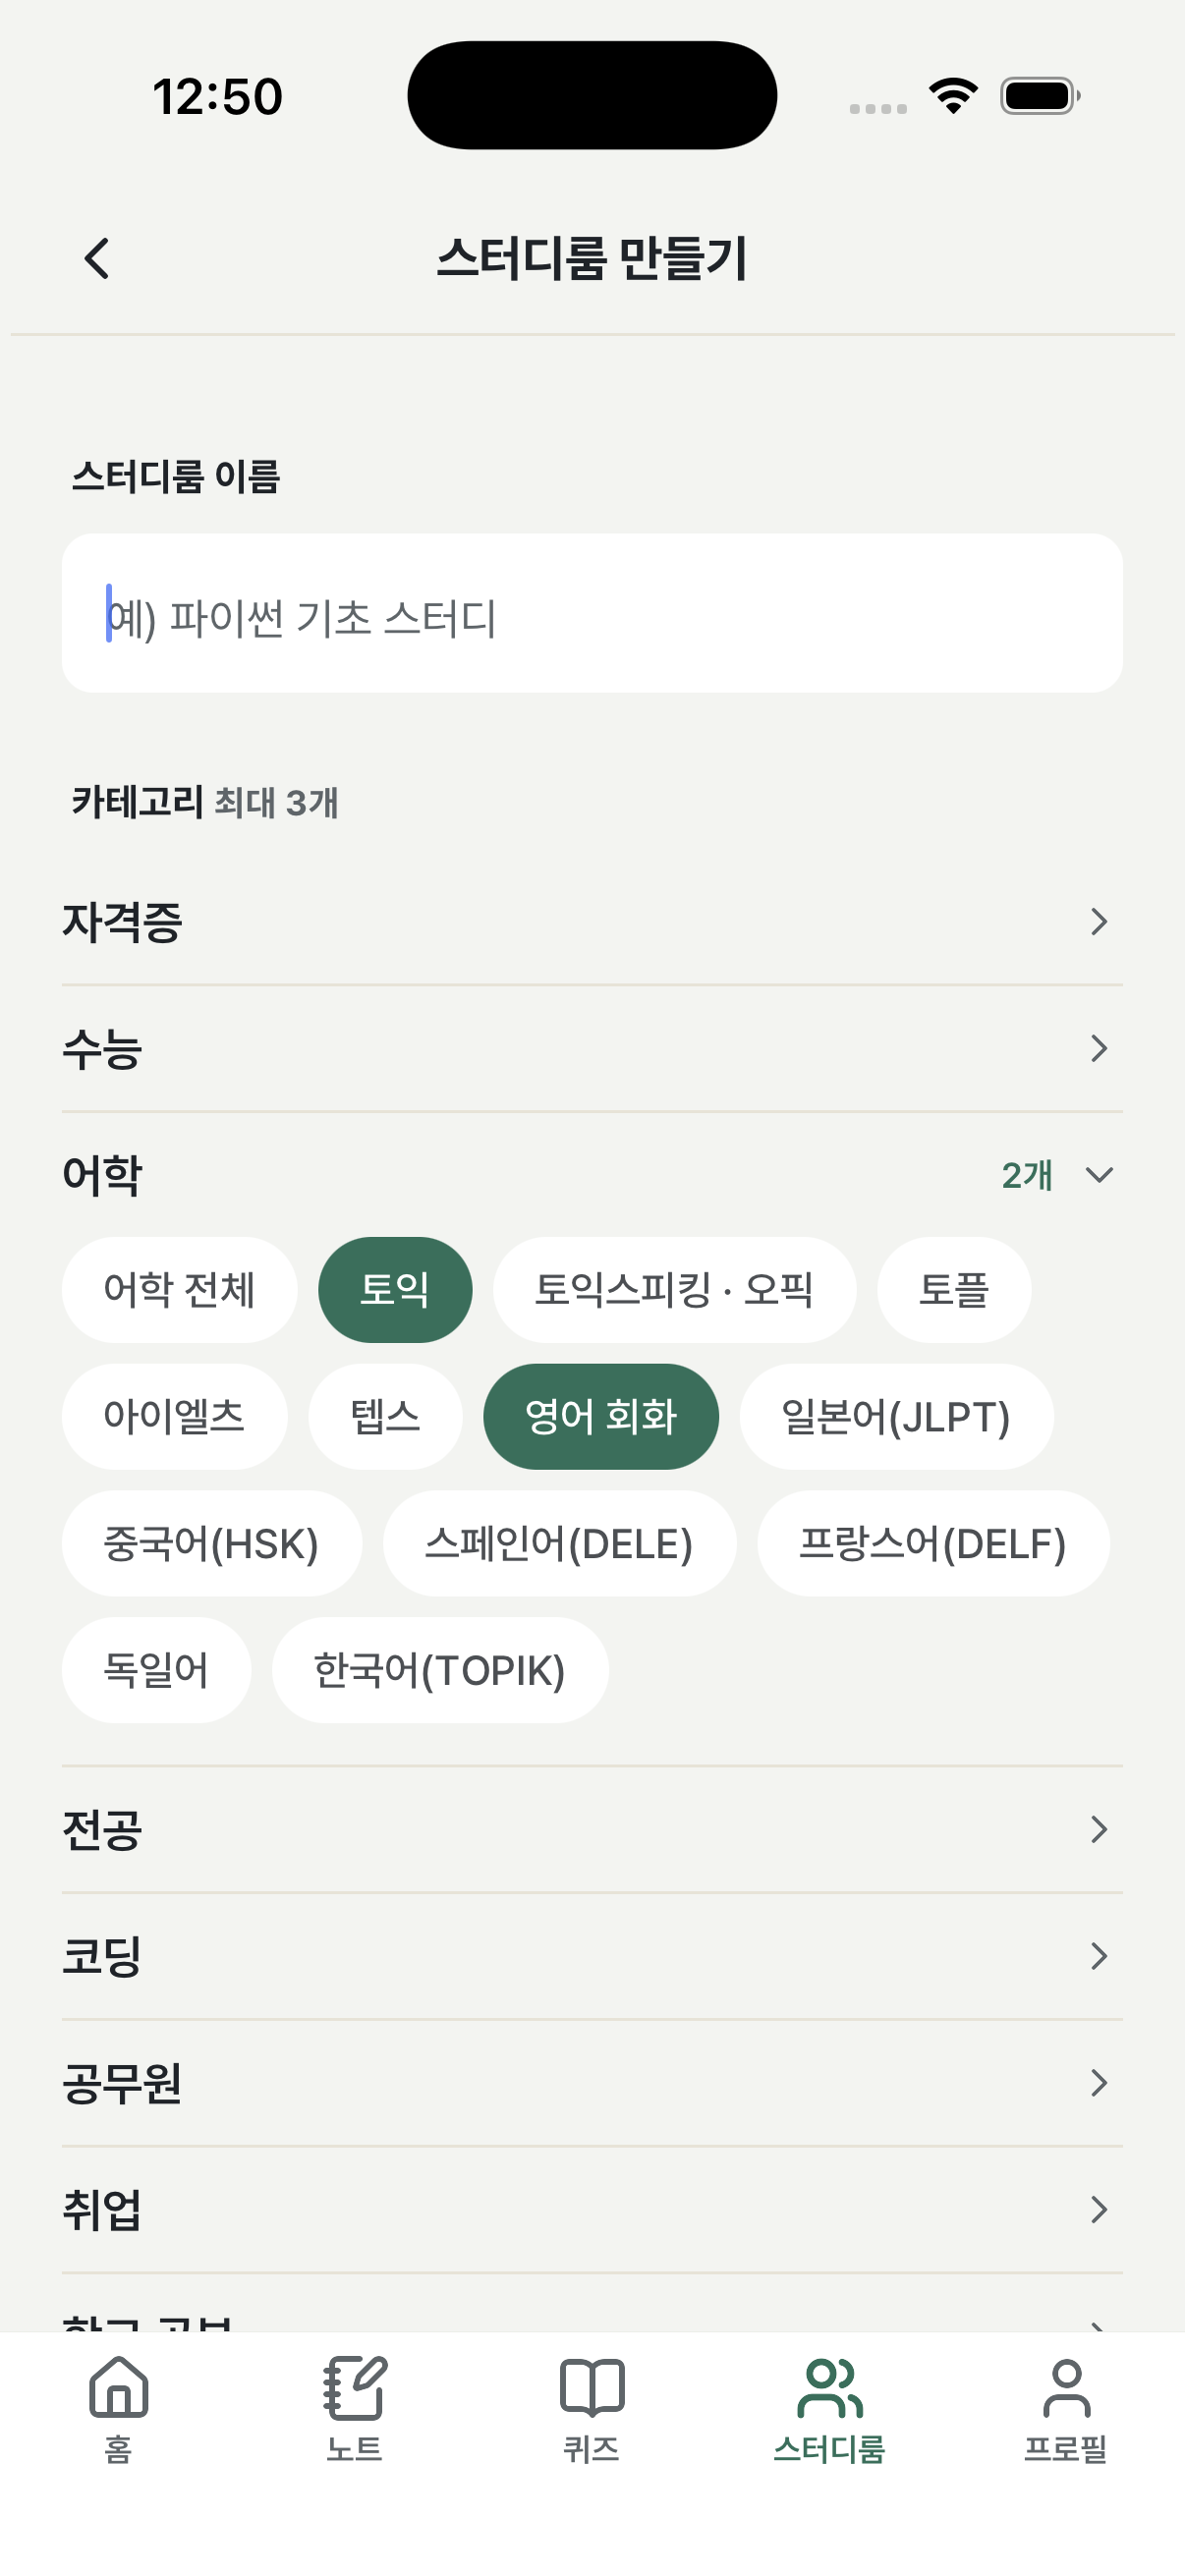 12:50
스터디룸 만들기
스터디룸 이름
예) 파이썬 기초 스터디
카테고리 최대 3개
자격증
수능
어학 2개
어학 전체 토익 토익스피킹 · 오픽 토플
아이엘츠 텝스 영어 회화 일본어(JLPT)
중국어(HSK) 스페인어(DELE) 프랑스어(DELF)
독일어 한국어(TOPIK)
전공
코딩
공무원
취업
홈 노트 퀴즈 스터디룸 프로필